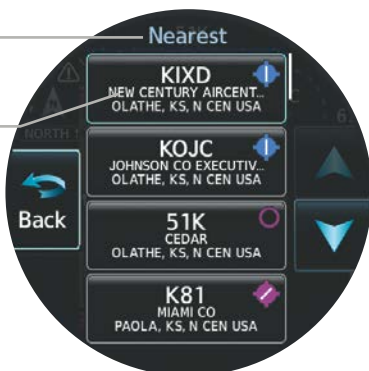 Nearest
KIXD
NEW CENTURY AIRCENT...
OLATHE, KS, N CEN USA
KOJC
JOHNSON CO EXECUTIV...
OLATHE, KS, N CEN USA
Back
51K
CEDAR
OLATHE, KS, N CEN USA
K81
MIAMI CO
PAOLA, KS, N CEN USA
NORTH